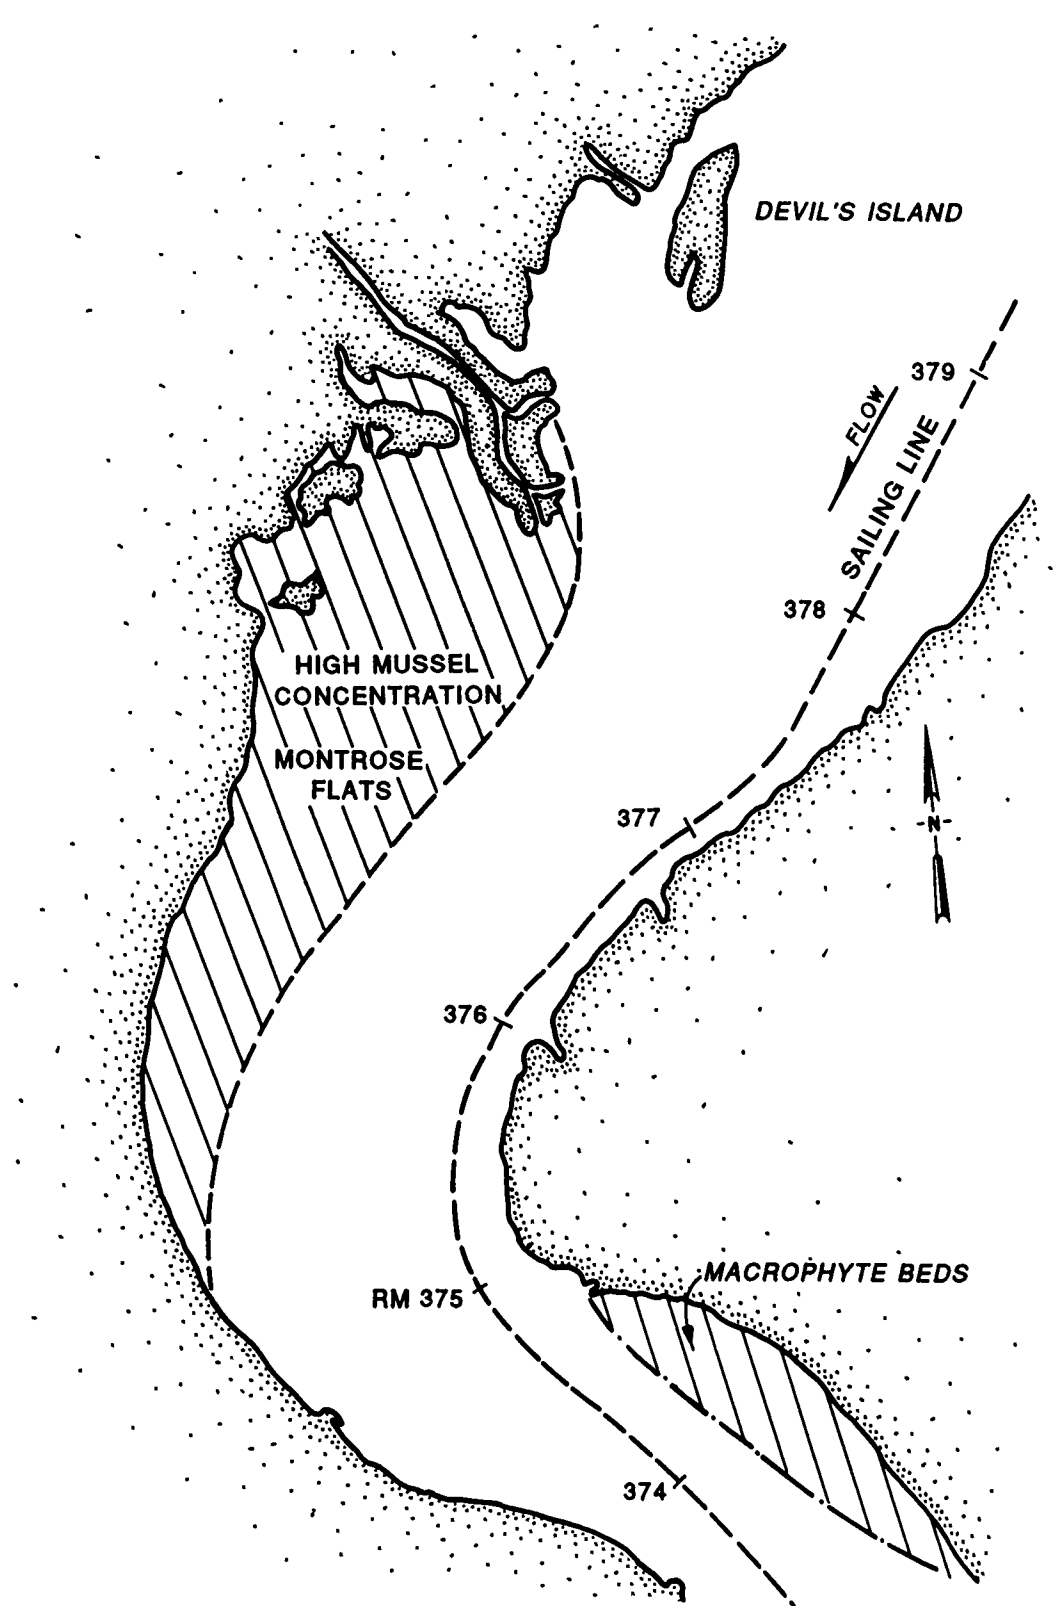 DEVIL'S ISLAND
379
FLOW
SAILING LINE
378
HIGH MUSSEL
CONCENTRATION
MONTROSE
FLATS
377
N
376
MACROPHYTE BEDS
RM 375
374